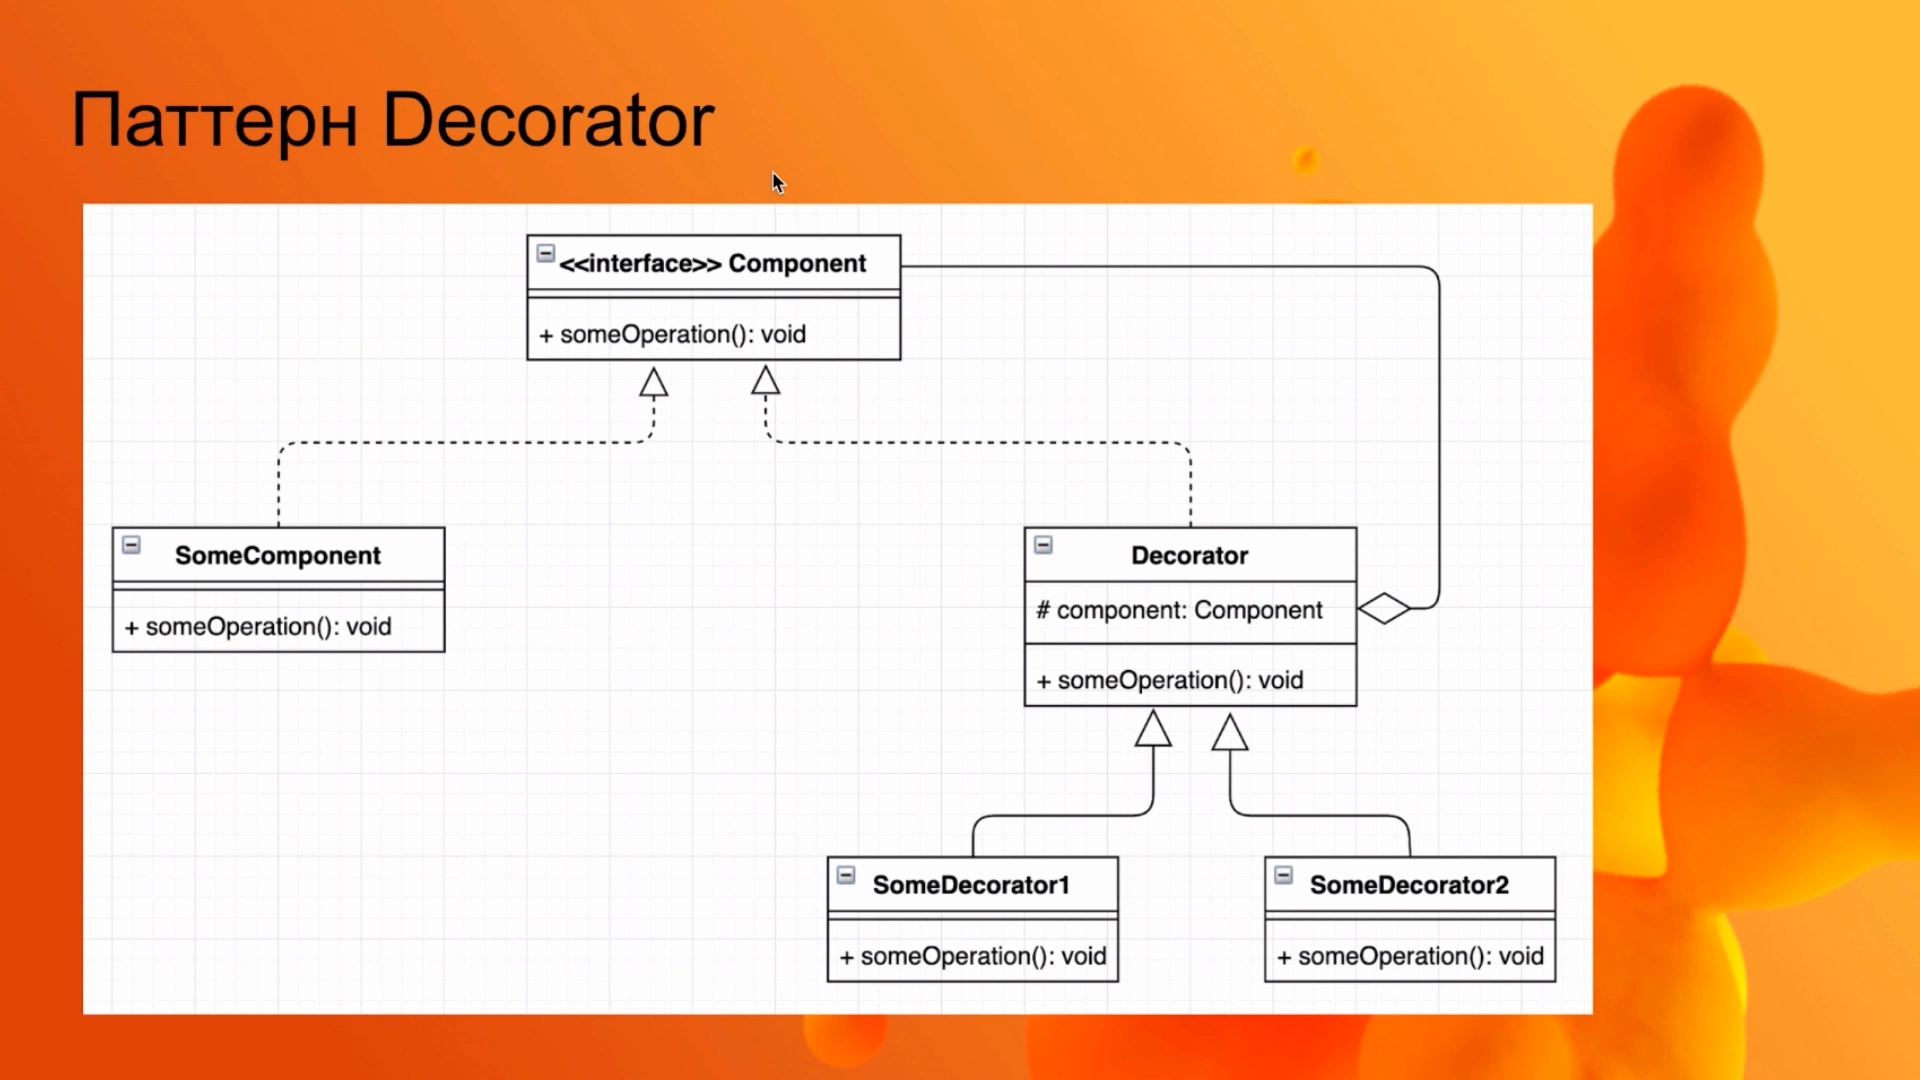 Паттерн Decorator
<<interface>> Component
+ someOperation(): void
SomeComponent
+ someOperation(): void
Decorator
# component: Component
+ someOperation(): void
SomeDecorator1
+ someOperation(): void
SomeDecorator2
+ someOperation(): void